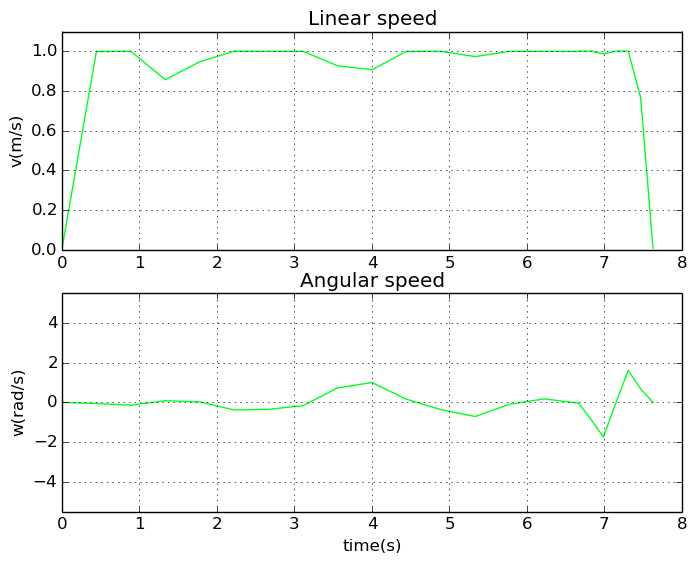 Linear speed
1.0
0.8
0.6
0.4
0.2
0.0
v(m/s)
0 1 2 3 4 5 6 7 8
Angular speed
4
2
0
−2
−4
w(rad/s)
0 1 2 3 4 5 6 7 8
time(s)